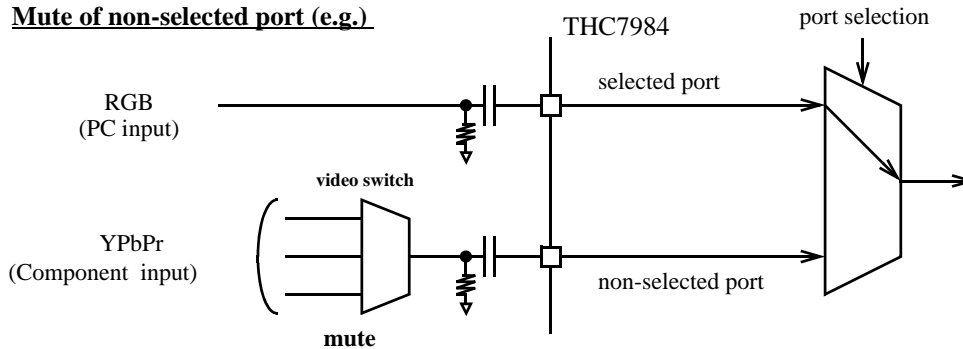 Mute of non-selected port (e.g.)
THC7984
port selection
RGB
(PC input)
selected port
video switch
YPbPr
(Component input)
non-selected port
mute